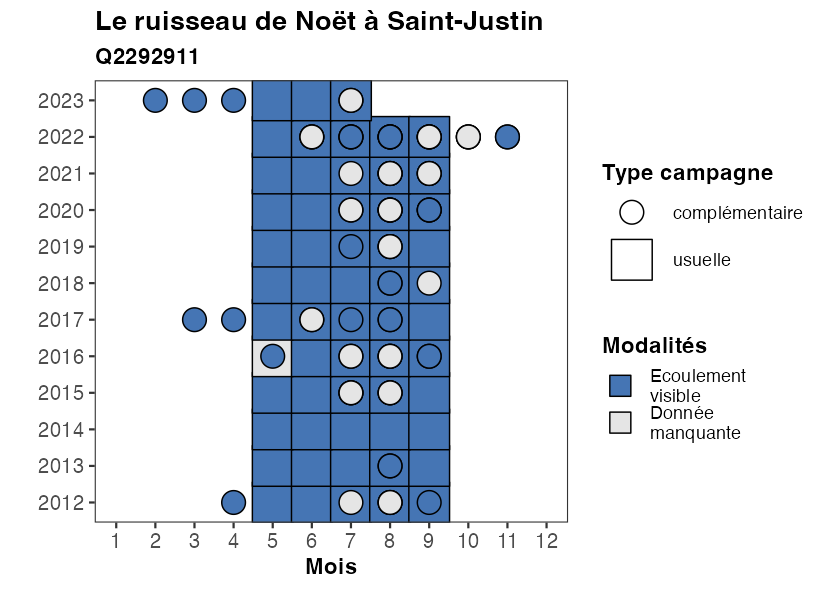 Le ruisseau de Noët à Saint-Justin
Q2292911
2023
2022
2021
2020
2019
2018
2017
2016
2015
2014
2013
2012
1 2 3 4 5 6 7 8 9 10 11 12
Mois
Type campagne
complémentaire
usuelle
Modalités
Ecoulement
visible
Donnée
manquante